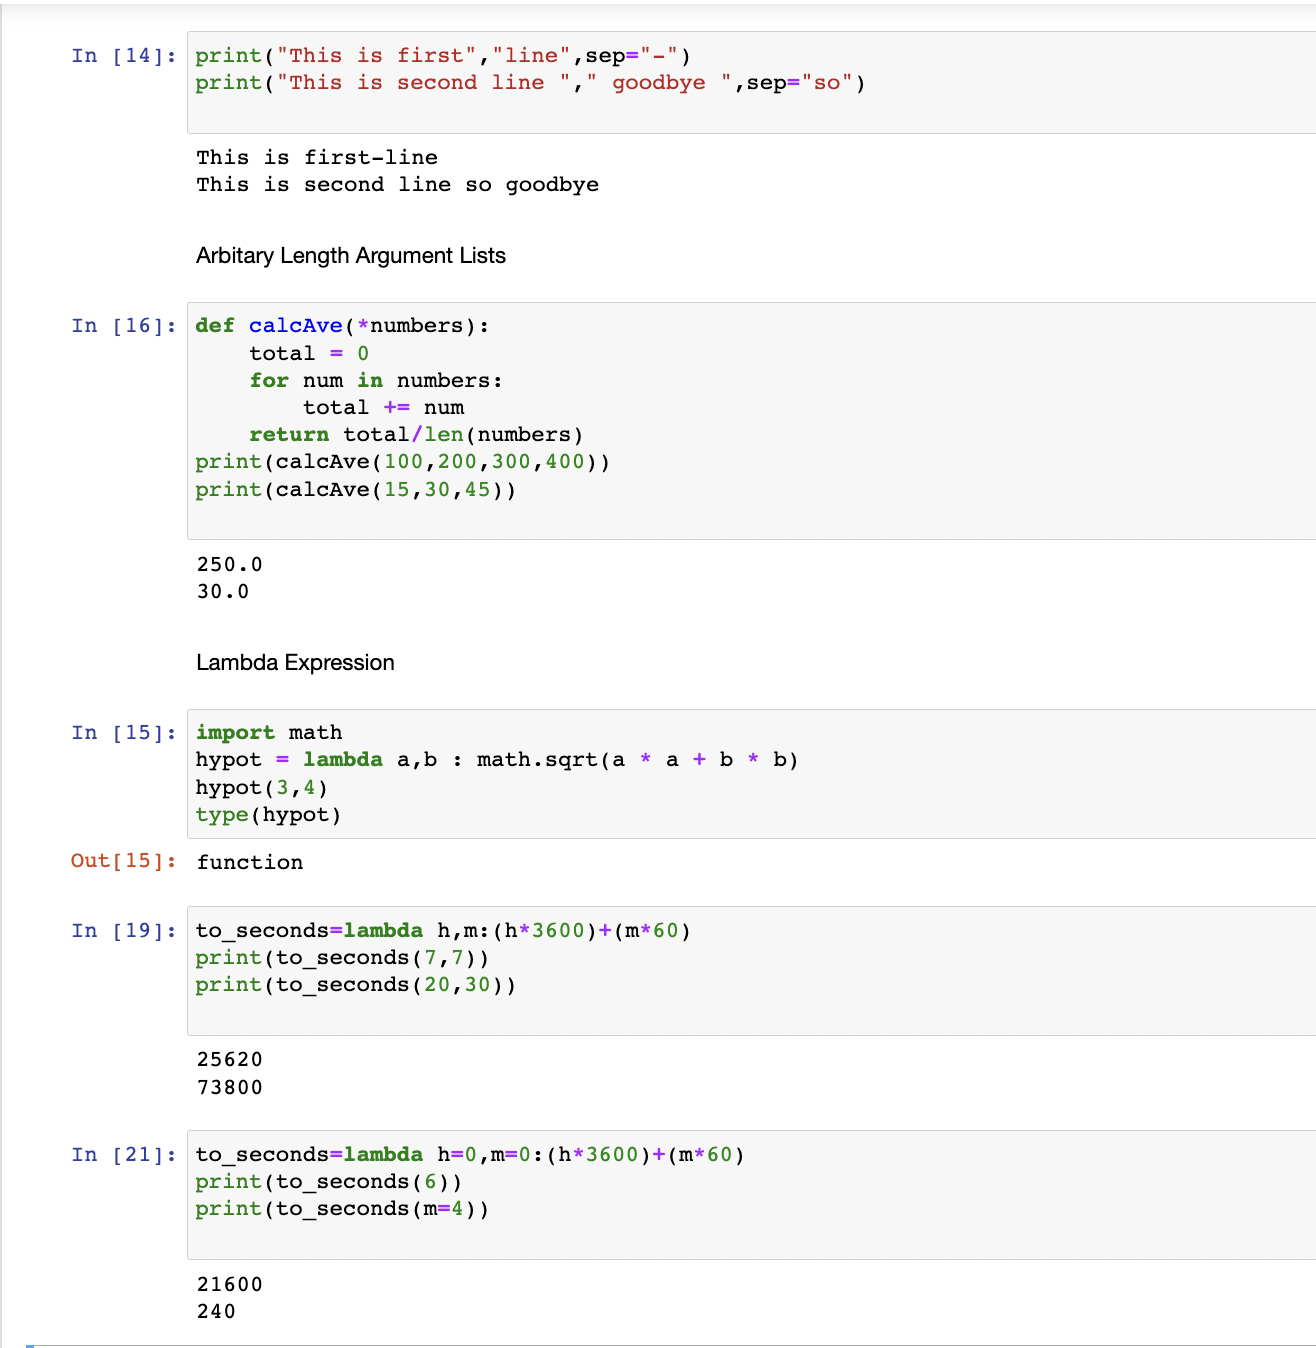 In [14]: print("This is first","line",sep="-")
print("This is second line "," goodbye ",sep="so")
This is first-line
This is second line so goodbye
Arbitary Length Argument Lists
In [16]: def calcAve(*numbers):
    total = 0
    for num in numbers:
        total += num
    return total/len(numbers)
print(calcAve(100,200,300,400))
print(calcAve(15,30,45))
250.0
30.0
Lambda Expression
In [15]: import math
hypot = lambda a,b : math.sqrt(a * a + b * b)
hypot(3,4)
type(hypot)
Out[15]: function
In [19]: to_seconds=lambda h,m:(h*3600)+(m*60)
print(to_seconds(7,7))
print(to_seconds(20,30))
25620
73800
In [21]: to_seconds=lambda h=0,m=0:(h*3600)+(m*60)
print(to_seconds(6))
print(to_seconds(m=4))
21600
240